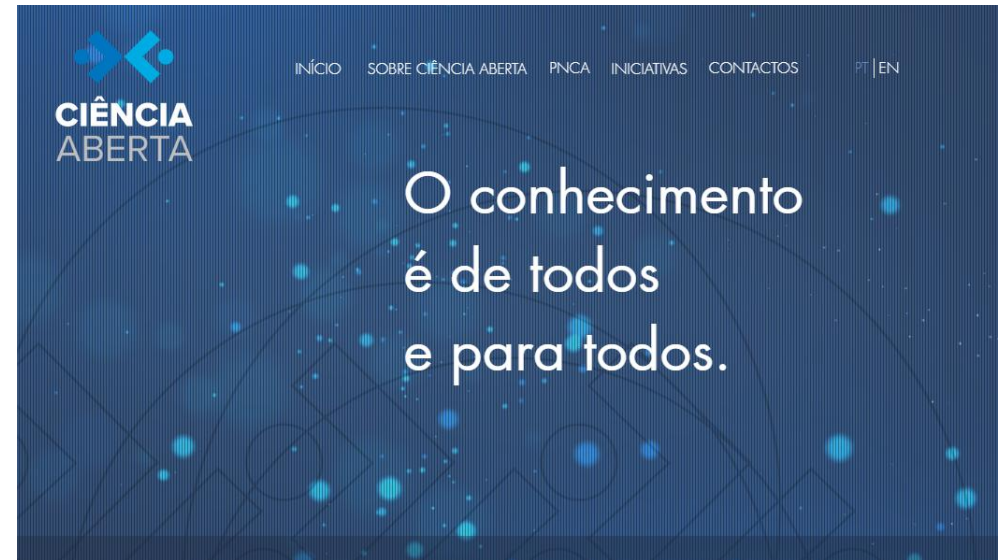 INÍCIO SOBRE CIÊNCIA ABERTA PNCA INICIATIVAS CONTACTOS PT | EN
CIÊNCIA
ABERTA
O conhecimento
é de todos
e para todos.